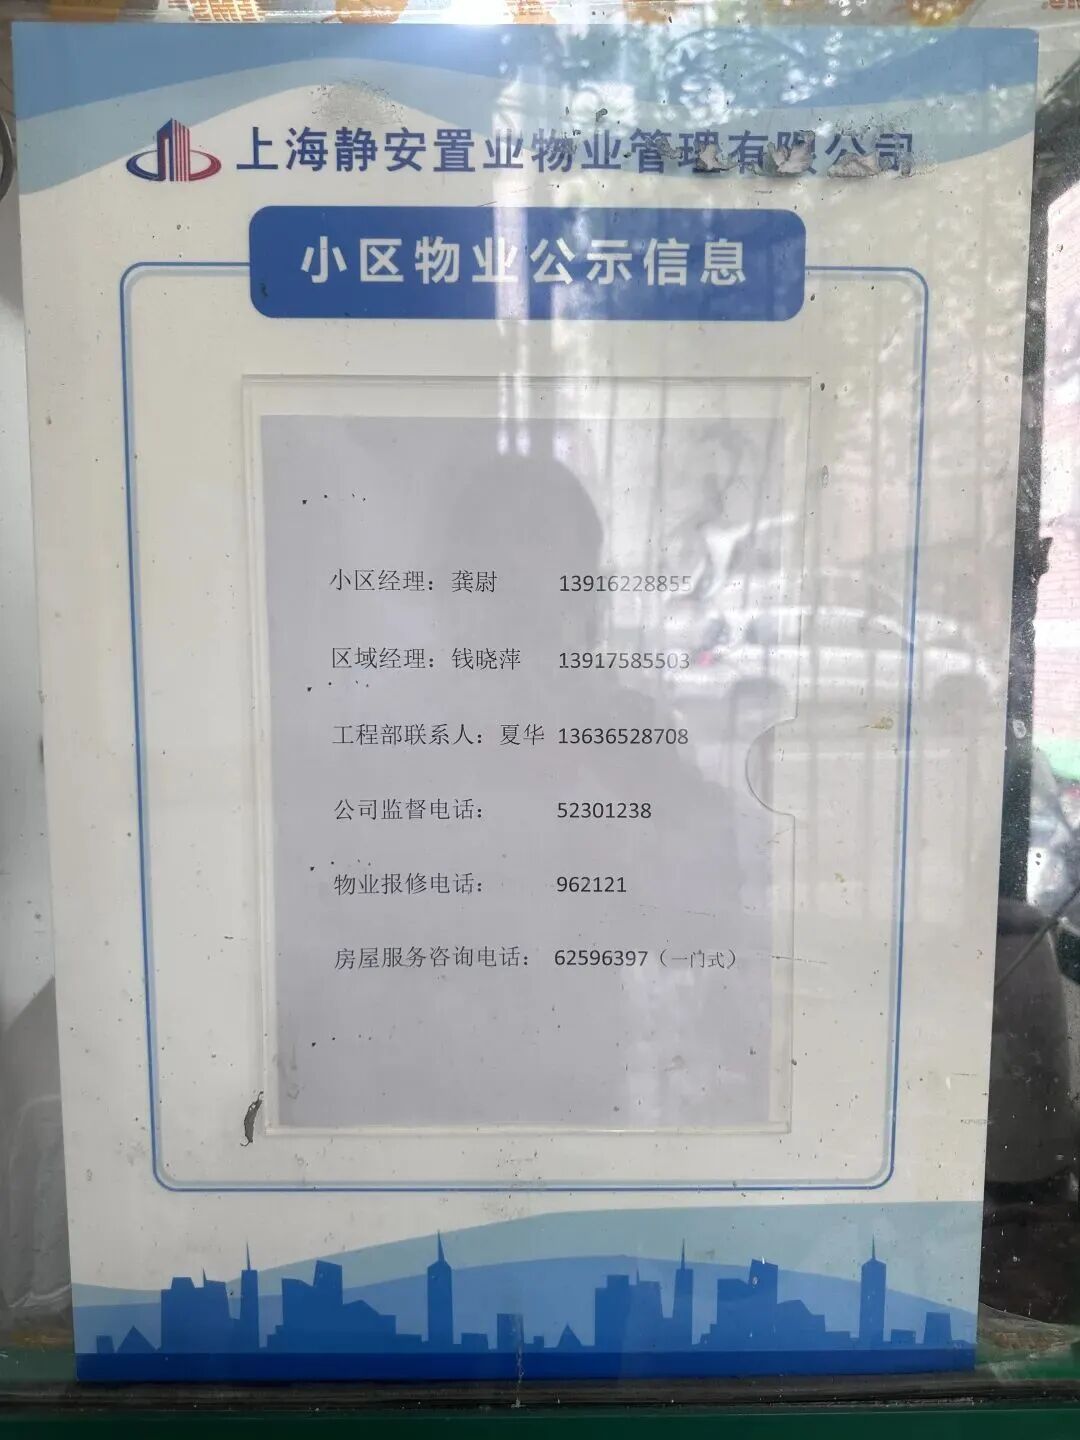 上海静安置业物业管理有限公司
小区物业公示信息
小区经理：龚尉 13916228855
区域经理：钱晓萍 13917585503
工程部联系人：夏华 13636528708
公司监督电话： 52301238
物业报修电话： 962121
房屋服务咨询电话： 62596397（一门式）